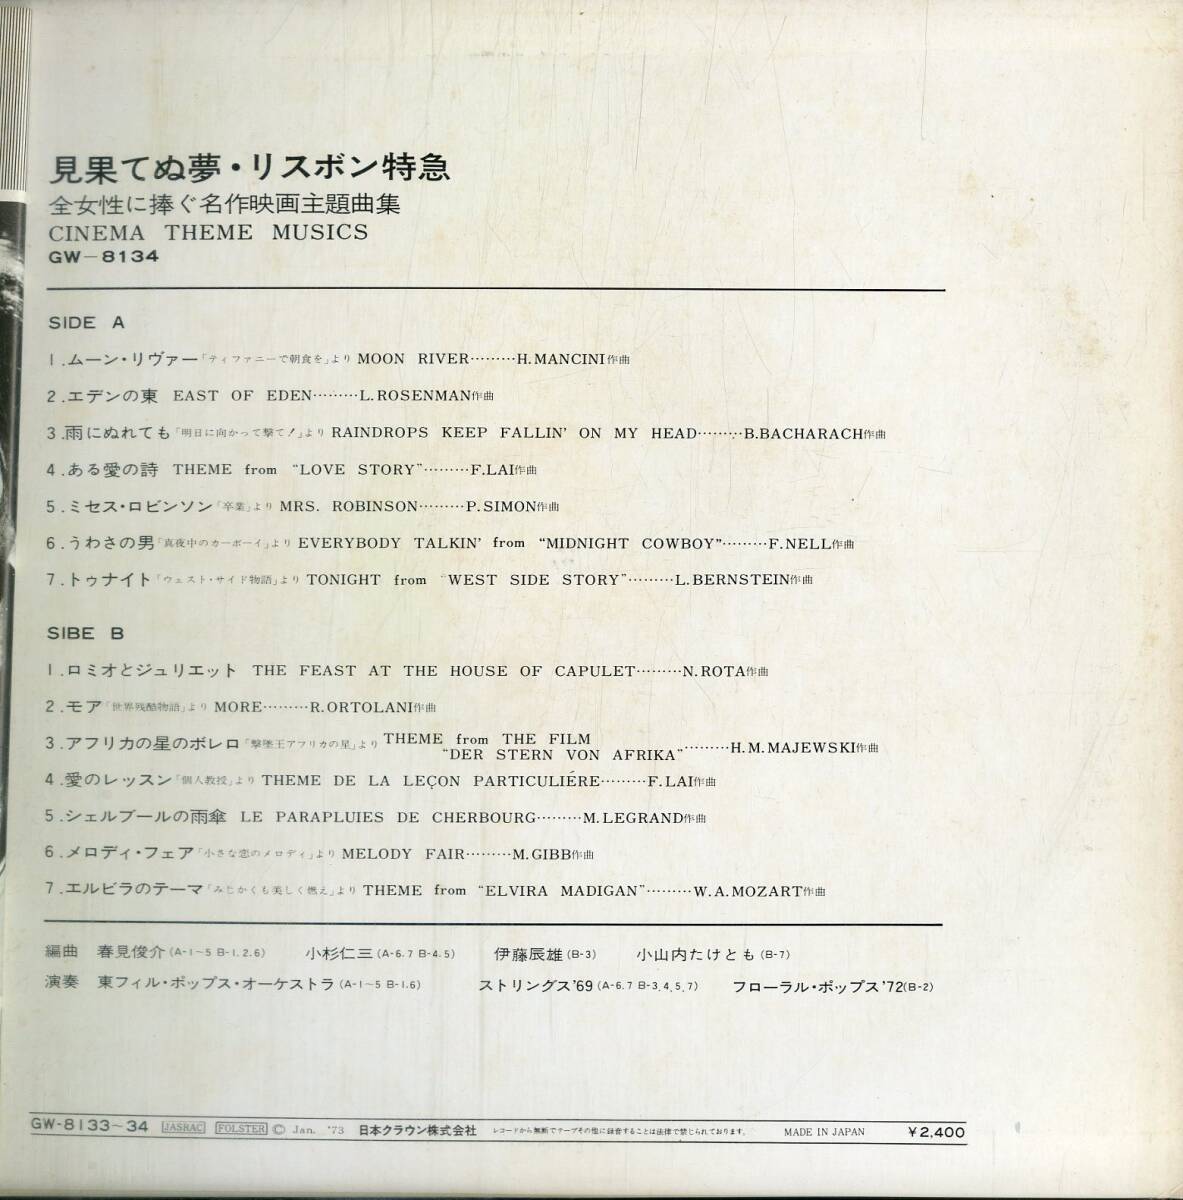 見果てぬ夢・リスボン特急
全女性に捧ぐ名作映画主題曲集
CINEMA THEME MUSICS
GW-8134
SIDE A
1.ムーン・リヴァー「ティファニーで朝食を」より MOON RIVER………H.MANCINI作曲
2.エデンの東 EAST OF EDEN………L.ROSENMAN作曲
3.雨にぬれても「明日に向かって撃て！」より RAINDROPS KEEP FALLIN' ON MY HEAD………B.BACHARACH作曲
4.ある愛の詩 THEME from "LOVE STORY"………F.LAI作曲
5.ミセス・ロビンソン「卒業」より MRS. ROBINSON………P.SIMON作曲
6.うわさの男「真夜中のカーボーイ」より EVERYBODY TALKIN' from "MIDNIGHT COWBOY"………F.NELL作曲
7.トゥナイト「ウェスト・サイド物語」より TONIGHT from "WEST SIDE STORY"………L.BERNSTEIN作曲
SIBE B
1.ロミオとジュリエット THE FEAST AT THE HOUSE OF CAPULET………N.ROTA作曲
2.モア「世界残酷物語」より MORE………R.ORTOLANI作曲
3.アフリカの星のボレロ「撃墜王アフリカの星」より THEME from THE FILM
"DER STERN VON AFRIKA"………H.M.MAJEWSKI作曲
4.愛のレッスン「個人教授」より THEME DE LA LEÇON PARTICULIÉRE………F.LAI作曲
5.シェルブールの雨傘 LE PARAPLUIES DE CHERBOURG………M.LEGRAND作曲
6.メロディ・フェア「小さな恋のメロディ」より MELODY FAIR………M.GIBB作曲
7.エルビラのテーマ「みじかくも美しく燃え」より THEME from "ELVIRA MADIGAN"………W.A.MOZART作曲
編曲 春見俊介(A-1~5 B-1.2.6) 小杉仁三(A-6.7 B-4.5) 伊藤辰雄(B-3) 小山内たけとも(B-7)
演奏 東フィル・ポップス・オーケストラ(A-1~5 B-1.6) ストリングス'69(A-6.7 B-3.4.5.7) フローラル・ポップス'72(B-2)
GW-8133~34 JASRAC FOLSTER © Jan. '73 日本クラウン株式会社 レコードから無断でテープその他に録音することは法律で禁じられております。 MADE IN JAPAN ¥2,400